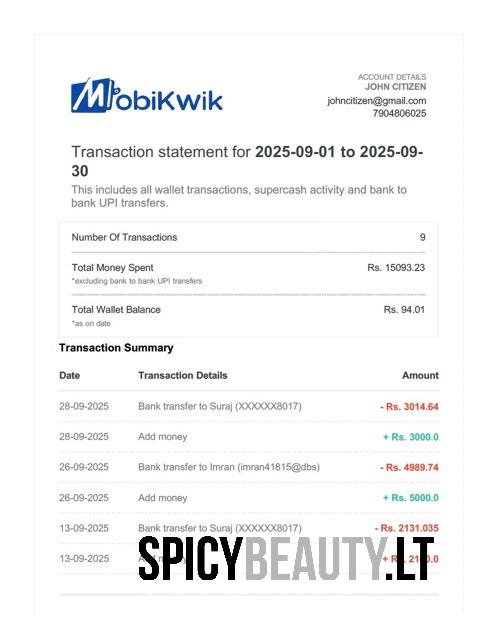 MobiKwik
ACCOUNT DETAILS
JOHN CITIZEN
johncitizen@gmail.com
7904806025
Transaction statement for 2025-09-01 to 2025-09-
30
This includes all wallet transactions, supercash activity and bank to
bank UPI transfers.
Number Of Transactions 9
Total Money Spent Rs. 15093.23
*excluding bank to bank UPI transfers
Total Wallet Balance Rs. 94.01
*as on date
Transaction Summary
Date Transaction Details Amount
28-09-2025 Bank transfer to Suraj (XXXXXX8017) - Rs. 3014.64
28-09-2025 Add money + Rs. 3000.0
26-09-2025 Bank transfer to Imran (imran41815@dbs) - Rs. 4989.74
26-09-2025 Add money + Rs. 5000.0
13-09-2025 Bank transfer to Suraj (XXXXXX8017) - Rs. 2131.035
13-09-2025 + Rs.
SPICYBEAUTY.LT